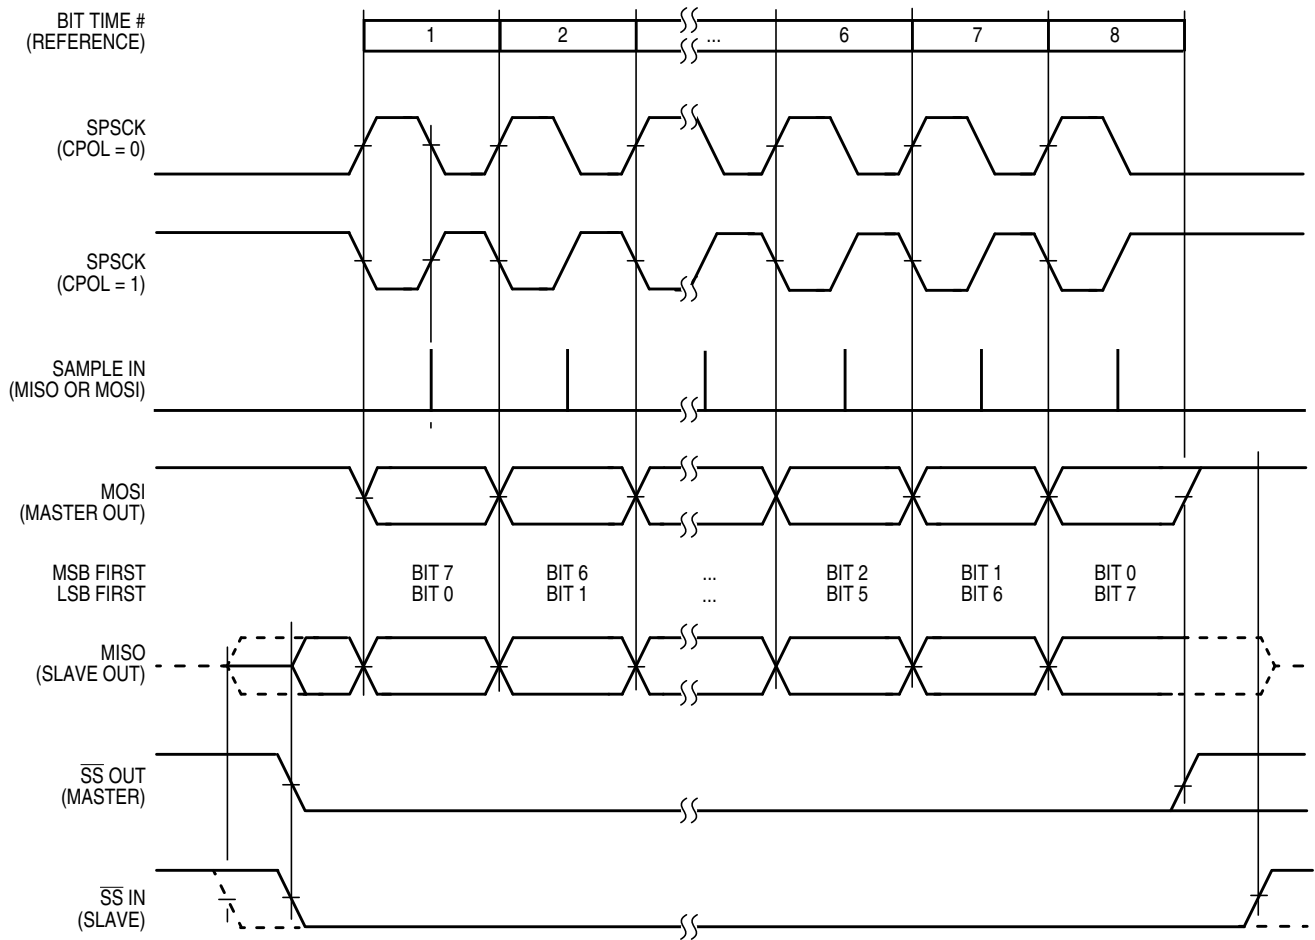 BIT TIME #
(REFERENCE)
1 2 ... 6 7 8
SPSCK
(CPOL = 0)
SPSCK
(CPOL = 1)
SAMPLE IN
(MISO OR MOSI)
MOSI
(MASTER OUT)
MSB FIRST BIT 7 BIT 6 ... BIT 2 BIT 1 BIT 0
LSB FIRST BIT 0 BIT 1 ... BIT 5 BIT 6 BIT 7
MISO
(SLAVE OUT)
S̅S̅ OUT
(MASTER)
S̅S̅ IN
(SLAVE)